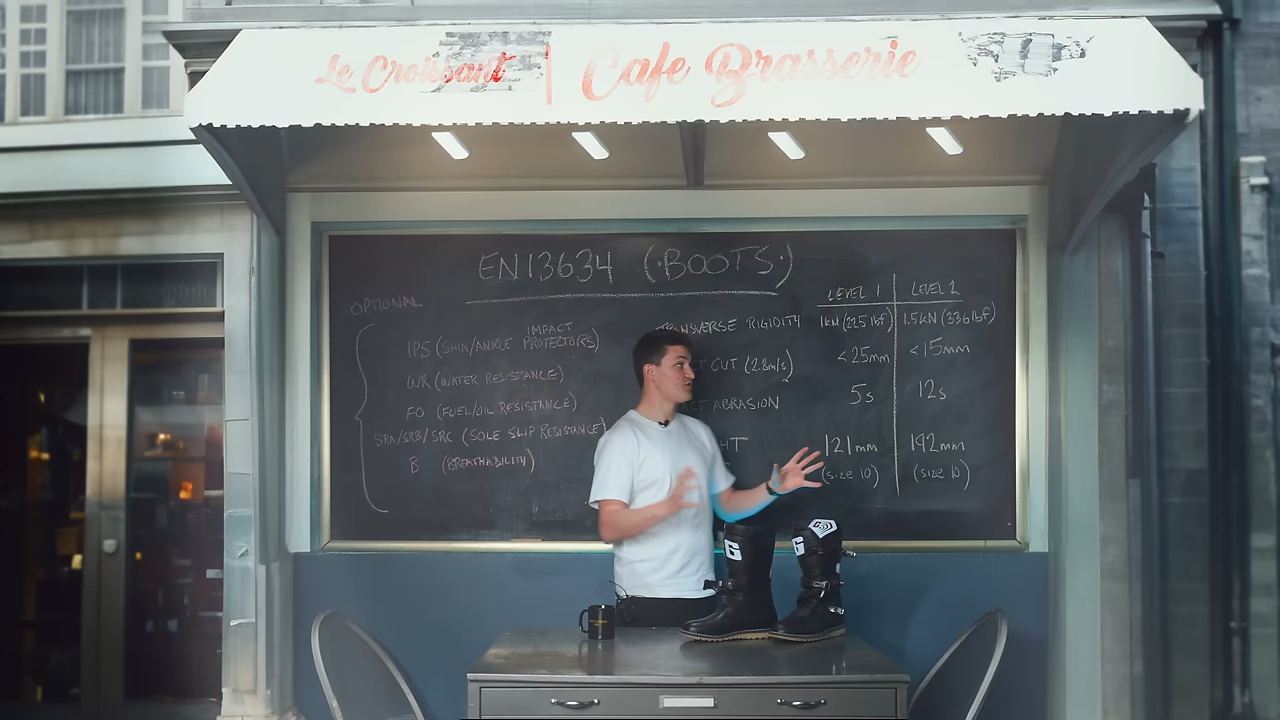 Le Croissant | Cafe Brasserie
EN13634 (BOOTS)
OPTIONAL
IPS (SHIN/ANKLE IMPACT PROTECTORS)
WR (WATER RESISTANCE)
FO (FUEL/OIL RESISTANCE)
SRA/SRB/SRC (SOLE SLIP RESISTANCE)
B (BREATHABILITY)
LEVEL 1 LEVEL 2
TRANSVERSE RIGIDITY 1kN (225 lbf) 1.5kN (336 lbf)
CUT (2.8m/s) <25mm <15mm
ABRASION 5s 12s
121mm 192mm
(SIZE 10) (SIZE 10)
G
G
G